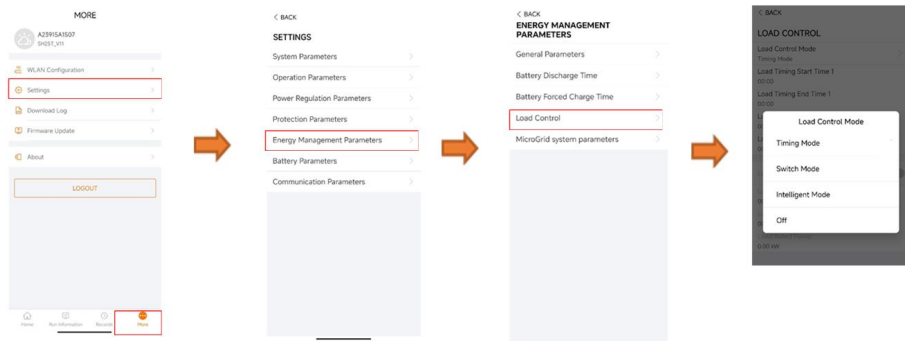 MORE
A2391SA1507
SH25T_V11
WLAN Configuration
Settings
Download Log
Firmware Update
About
LOGOUT
Home
Run Information
Records
More
< BACK
SETTINGS
System Parameters
Operation Parameters
Power Regulation Parameters
Protection Parameters
Energy Management Parameters
Battery Parameters
Communication Parameters
< BACK
ENERGY MANAGEMENT
PARAMETERS
General Parameters
Battery Discharge Time
Battery Forced Charge Time
Load Control
MicroGrid system parameters
< BACK
LOAD CONTROL
Load Control Mode
Timing Mode
Load Timing Start Time 1
00:00
Load Timing End Time 1
00:00
Load Control Mode
Timing Mode
Switch Mode
Intelligent Mode
Off
0.00 kW